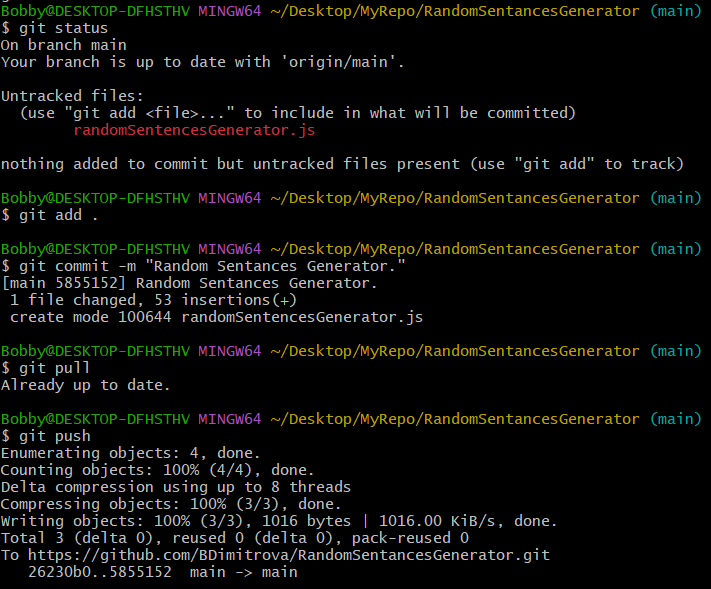 Bobby@DESKTOP-DFHSTHV MINGW64 ~/Desktop/MyRepo/RandomSentancesGenerator (main)
$ git status
On branch main
Your branch is up to date with 'origin/main'.
Untracked files:
  (use "git add <file>..." to include in what will be committed)
        randomSentencesGenerator.js
nothing added to commit but untracked files present (use "git add" to track)
Bobby@DESKTOP-DFHSTHV MINGW64 ~/Desktop/MyRepo/RandomSentancesGenerator (main)
$ git add .
Bobby@DESKTOP-DFHSTHV MINGW64 ~/Desktop/MyRepo/RandomSentancesGenerator (main)
$ git commit -m "Random Sentances Generator."
[main 5855152] Random Sentances Generator.
 1 file changed, 53 insertions(+)
 create mode 100644 randomSentencesGenerator.js
Bobby@DESKTOP-DFHSTHV MINGW64 ~/Desktop/MyRepo/RandomSentancesGenerator (main)
$ git pull
Already up to date.
Bobby@DESKTOP-DFHSTHV MINGW64 ~/Desktop/MyRepo/RandomSentancesGenerator (main)
$ git push
Enumerating objects: 4, done.
Counting objects: 100% (4/4), done.
Delta compression using up to 8 threads
Compressing objects: 100% (3/3), done.
Writing objects: 100% (3/3), 1016 bytes | 1016.00 KiB/s, done.
Total 3 (delta 0), reused 0 (delta 0), pack-reused 0
To https://github.com/BDimitrova/RandomSentancesGenerator.git
   26230b0..5855152  main -> main